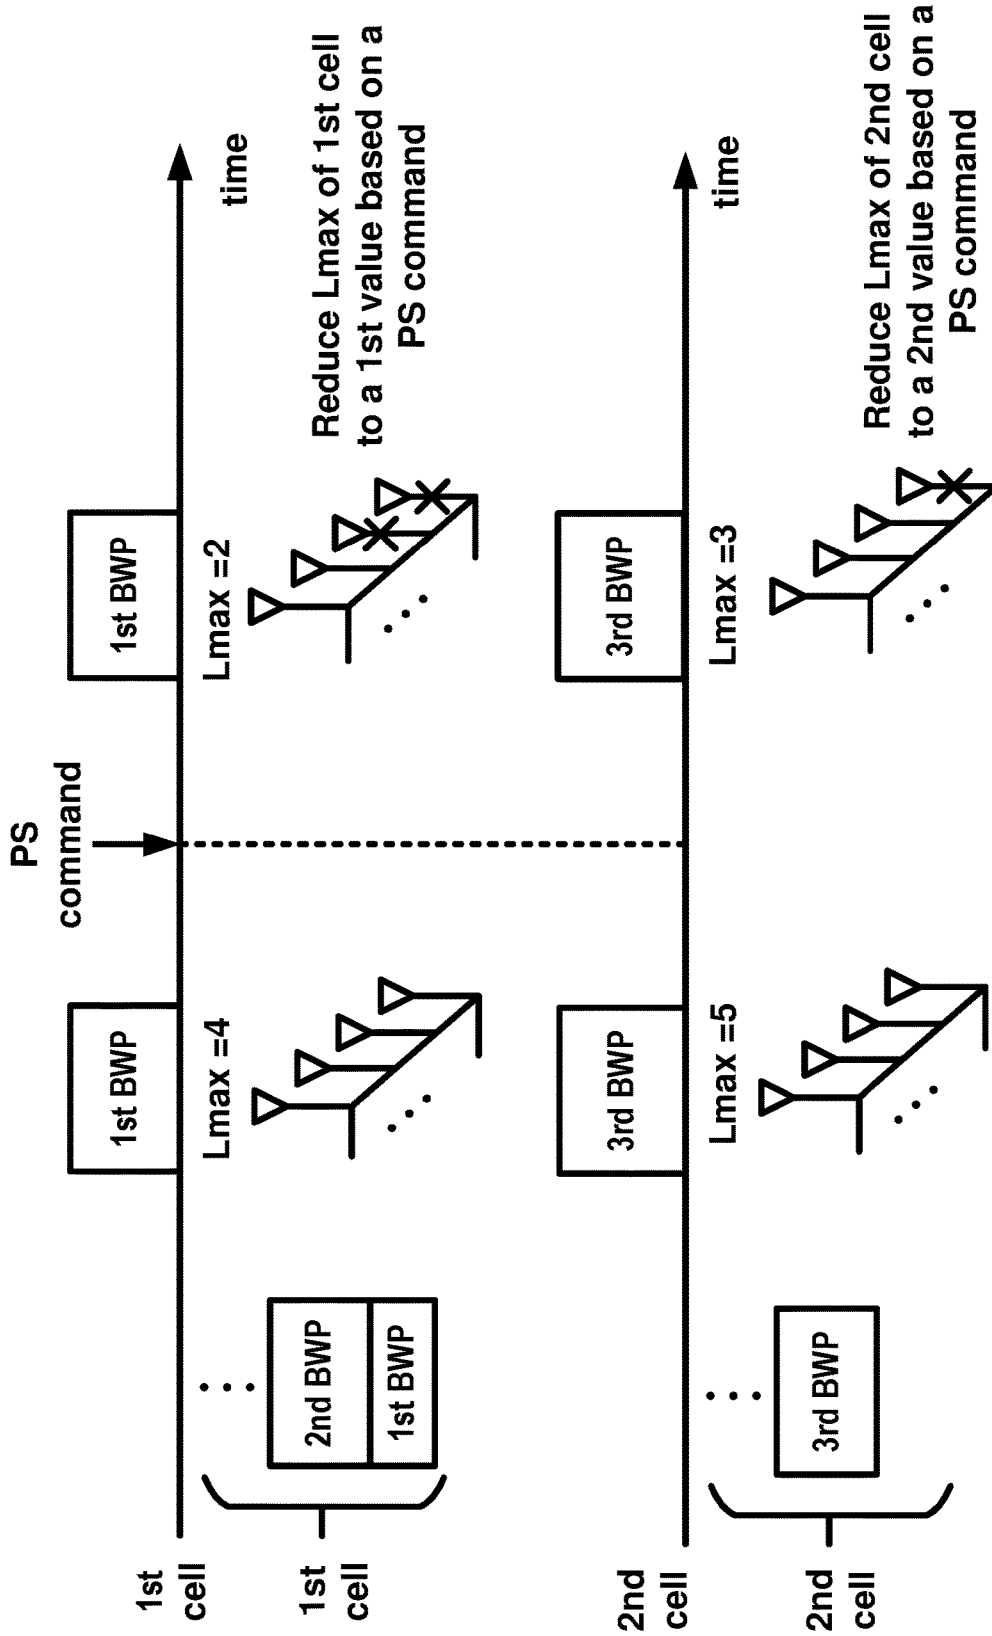 PS
command
1st BWP
1st BWP
1st
cell
time
Lmax =4
Lmax =2
1st
cell
2nd BWP
1st BWP
Reduce Lmax of 1st cell
to a 1st value based on a
PS command
3rd BWP
3rd BWP
2nd
cell
time
Lmax =5
Lmax =3
2nd
cell
3rd BWP
Reduce Lmax of 2nd cell
to a 2nd value based on a
PS command